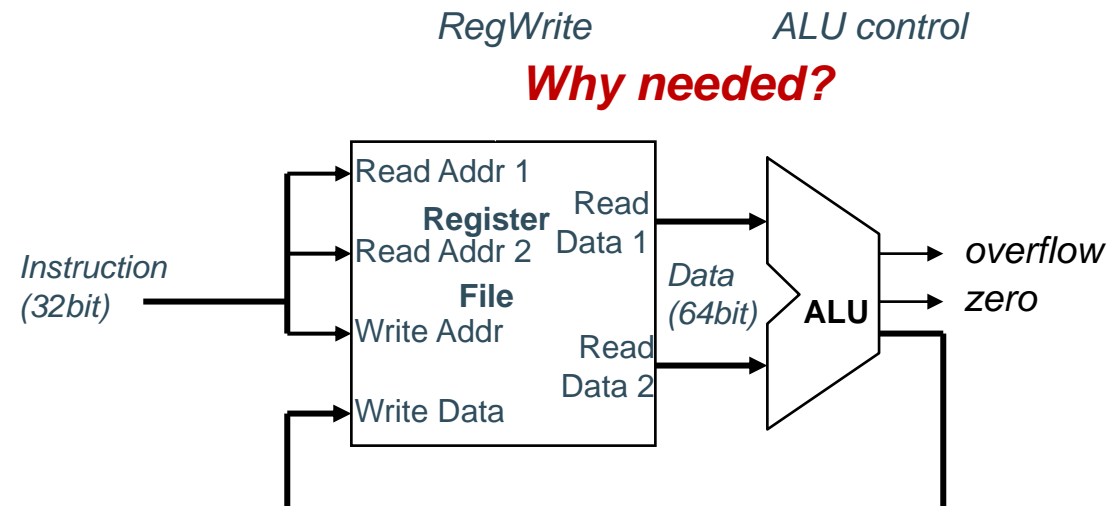 RegWrite ALU control
Why needed?
Read Addr 1
Register
Read Addr 2
File
Write Addr
Write Data
Read
Data 1
Read
Data 2
Instruction
(32bit)
Data
(64bit)
ALU
overflow
zero